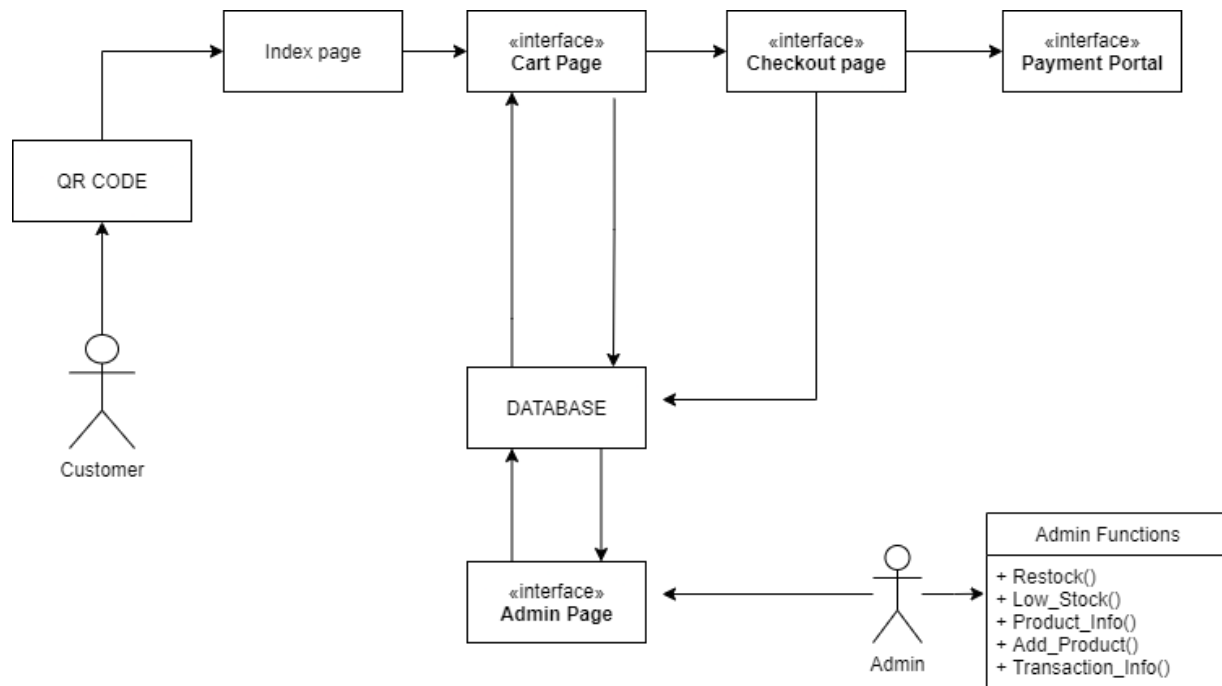 Index page
«interface»
Cart Page
«interface»
Checkout page
«interface»
Payment Portal
QR CODE
Customer
DATABASE
«interface»
Admin Page
Admin
Admin Functions
+ Restock()
+ Low_Stock()
+ Product_Info()
+ Add_Product()
+ Transaction_Info()